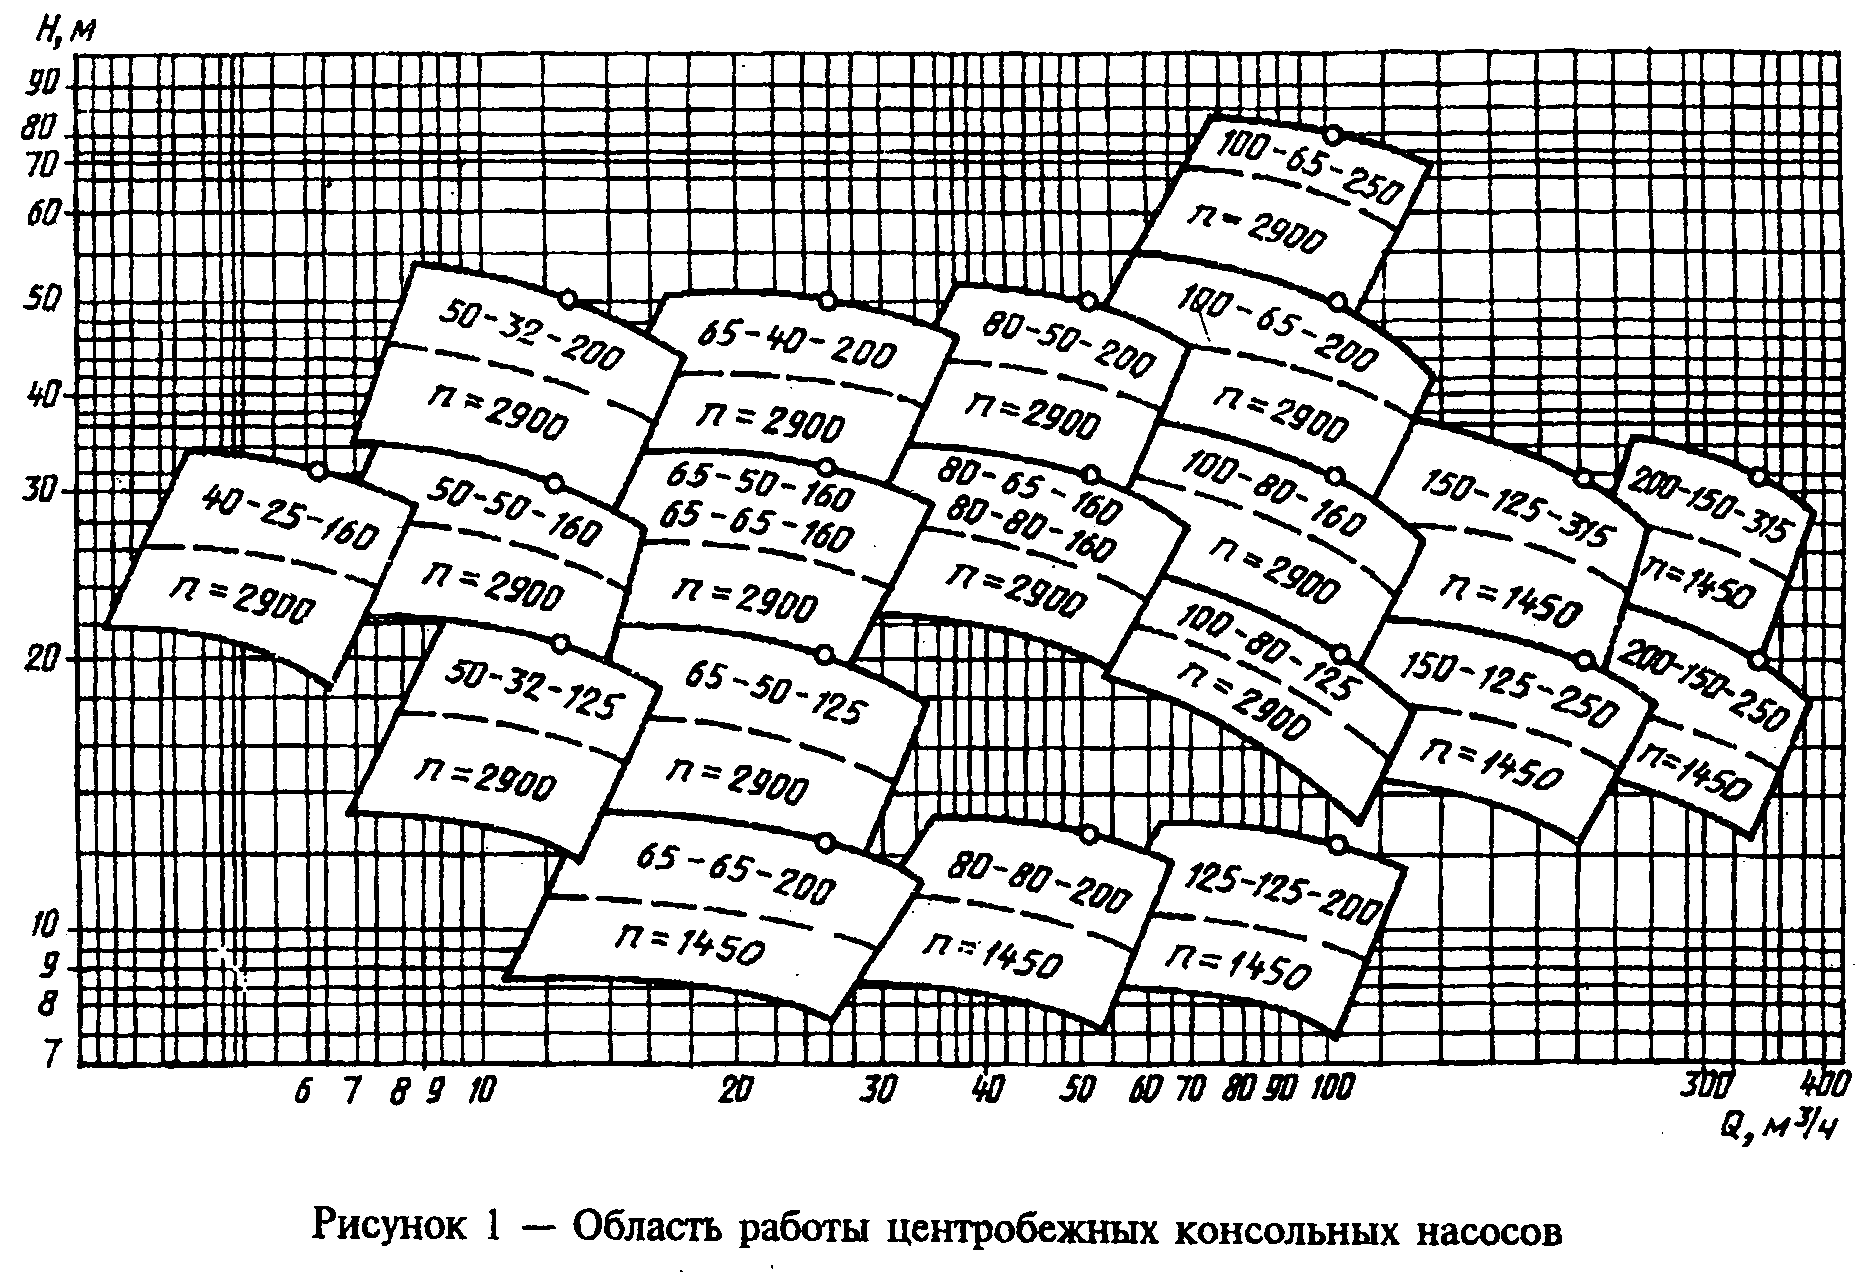 H, м
90
80
70
60
50
40
30
20
10
9
8
7
100-65-250
n=2900
100-65-200
n=2900
50-32-200
n=2900
65-40-200
n=2900
80-50-200
n=2900
40-25-160
n=2900
50-50-160
n=2900
65-50-160
65-65-160
n=2900
80-65-160
80-80-160
n=2900
100-80-160
n=2900
150-125-315
n=1450
200-150-315
n=1450
50-32-125
n=2900
65-50-125
n=2900
100-80-125
n=2900
150-125-250
n=1450
200-150-250
n=1450
65-65-200
n=1450
80-80-200
n=1450
125-125-200
n=1450
6 7 8 9 10 20 30 40 50 60 70 80 90 100 300 400
Q, м³/ч
Рисунок 1 — Область работы центробежных консольных насосов